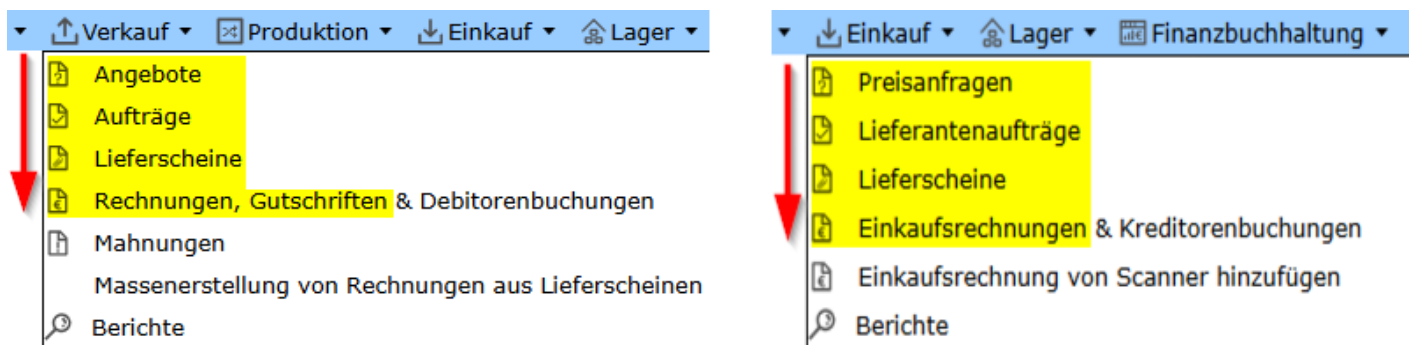 Verkauf Produktion Einkauf Lager
Angebote
Aufträge
Lieferscheine
Rechnungen, Gutschriften & Debitorenbuchungen
Mahnungen
Massenerstellung von Rechnungen aus Lieferscheinen
Berichte
Einkauf Lager Finanzbuchhaltung
Preisanfragen
Lieferantenaufträge
Lieferscheine
Einkaufsrechnungen & Kreditorenbuchungen
Einkaufsrechnung von Scanner hinzufügen
Berichte